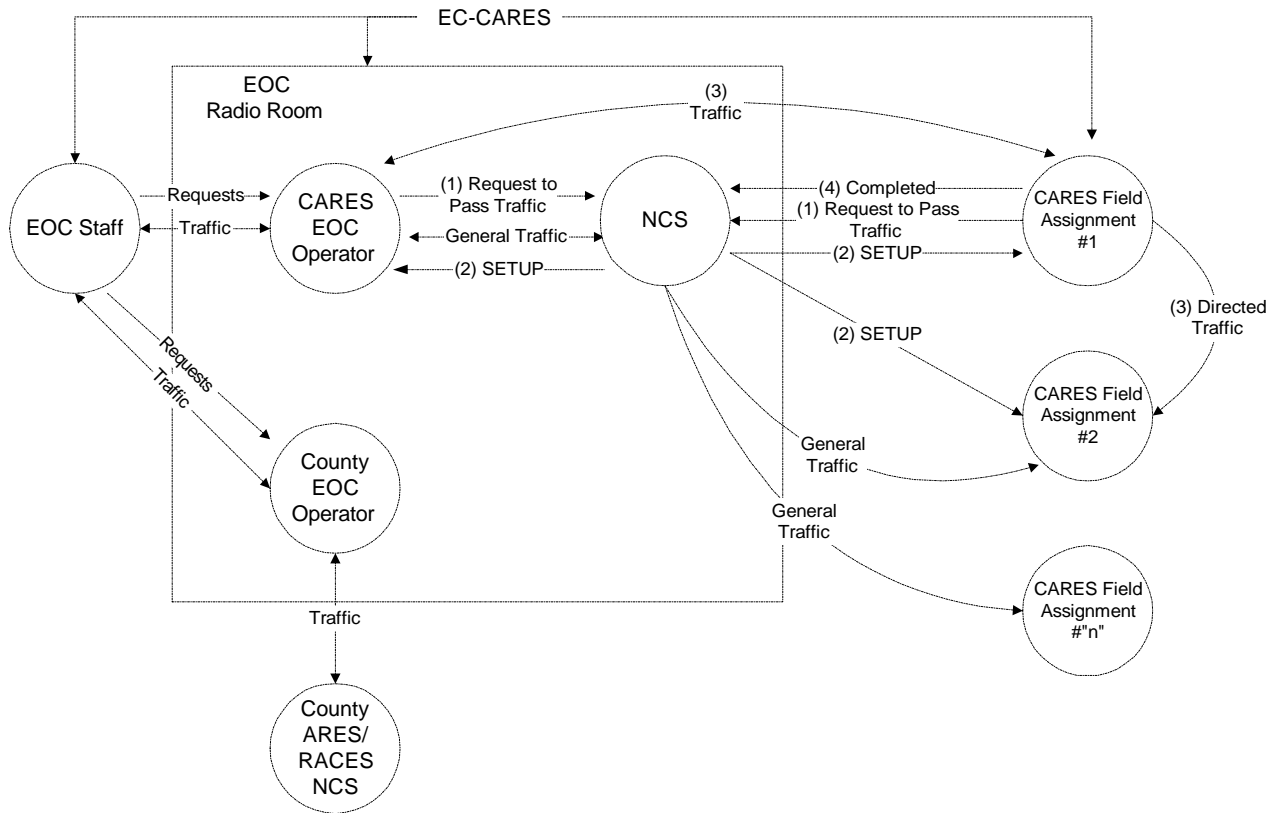 EC-CARES
EOC
Radio Room
(3)
Traffic
EOC Staff
Requests
Traffic
CARES
EOC
Operator
(1) Request to
Pass Traffic
General Traffic
(2) SETUP
NCS
(4) Completed
(1) Request to Pass
Traffic
(2) SETUP
CARES Field
Assignment
#1
(3) Directed
Traffic
(2) SETUP
CARES Field
Assignment
#2
Requests
Traffic
County
EOC
Operator
General
Traffic
General
Traffic
CARES Field
Assignment
#"n"
Traffic
County
ARES/
RACES
NCS